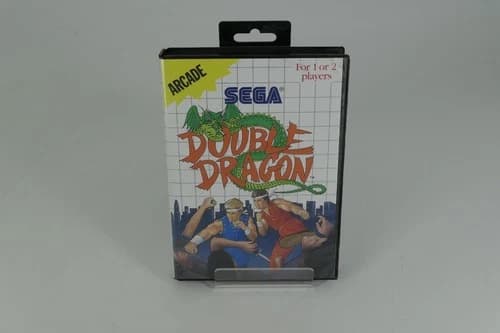 ARCADE
For 1 or 2
players
SEGA
DOUBLE
DRAGON